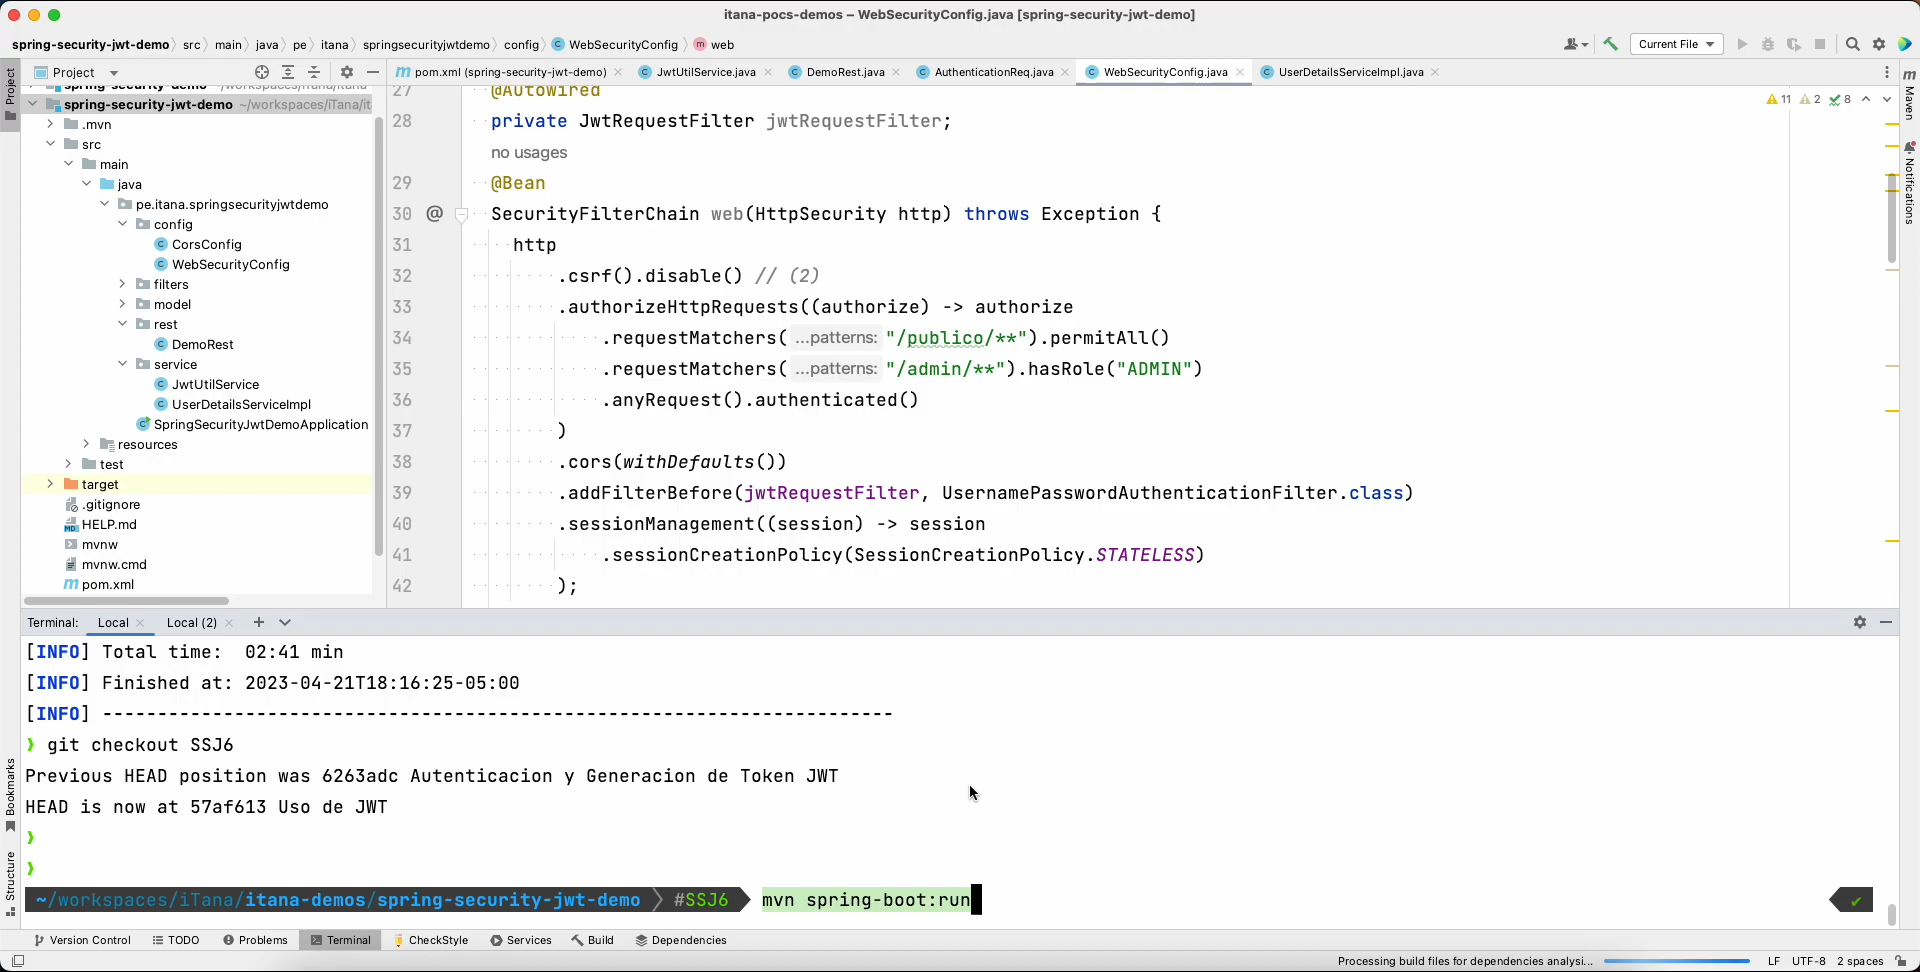 itana-pocs-demos – WebSecurityConfig.java [spring-security-jwt-demo]
spring-security-jwt-demo src main java pe itana springsecurityjwtdemo config WebSecurityConfig web
Current File
Project
pom.xml (spring-security-jwt-demo)
JwtUtilService.java
DemoRest.java
AuthenticationReq.java
WebSecurityConfig.java
UserDetailsServiceImpl.java
Project
Maven
Notifications
Bookmarks
Structure
spring-security-jwt-demo ~/workspaces/iTana/it
.mvn
src
main
java
pe.itana.springsecurityjwtdemo
config
CorsConfig
WebSecurityConfig
filters
model
rest
DemoRest
service
JwtUtilService
UserDetailsServiceImpl
SpringSecurityJwtDemoApplication
resources
test
target
.gitignore
HELP.md
mvnw
mvnw.cmd
pom.xml
11 2 8
27 @Autowired
28 private JwtRequestFilter jwtRequestFilter;
no usages
29 @Bean
30 @ SecurityFilterChain web(HttpSecurity http) throws Exception {
31 http
32 .csrf().disable() // (2)
33 .authorizeHttpRequests((authorize) -> authorize
34 .requestMatchers( ...patterns: "/publico/**").permitAll()
35 .requestMatchers( ...patterns: "/admin/**").hasRole("ADMIN")
36 .anyRequest().authenticated()
37 )
38 .cors(withDefaults())
39 .addFilterBefore(jwtRequestFilter, UsernamePasswordAuthenticationFilter.class)
40 .sessionManagement((session) -> session
41 .sessionCreationPolicy(SessionCreationPolicy.STATELESS)
42 );
Terminal: Local Local (2)
[INFO] Total time:  02:41 min
[INFO] Finished at: 2023-04-21T18:16:25-05:00
[INFO] ------------------------------------------------------------------------
❯ git checkout SSJ6
Previous HEAD position was 6263adc Autenticacion y Generacion de Token JWT
HEAD is now at 57af613 Uso de JWT
❯
❯
~/workspaces/iTana/itana-demos/spring-security-jwt-demo #SSJ6 mvn spring-boot:run ✔
Version Control TODO Problems Terminal CheckStyle Services Build Dependencies
Processing build files for dependencies analysi... LF UTF-8 2 spaces